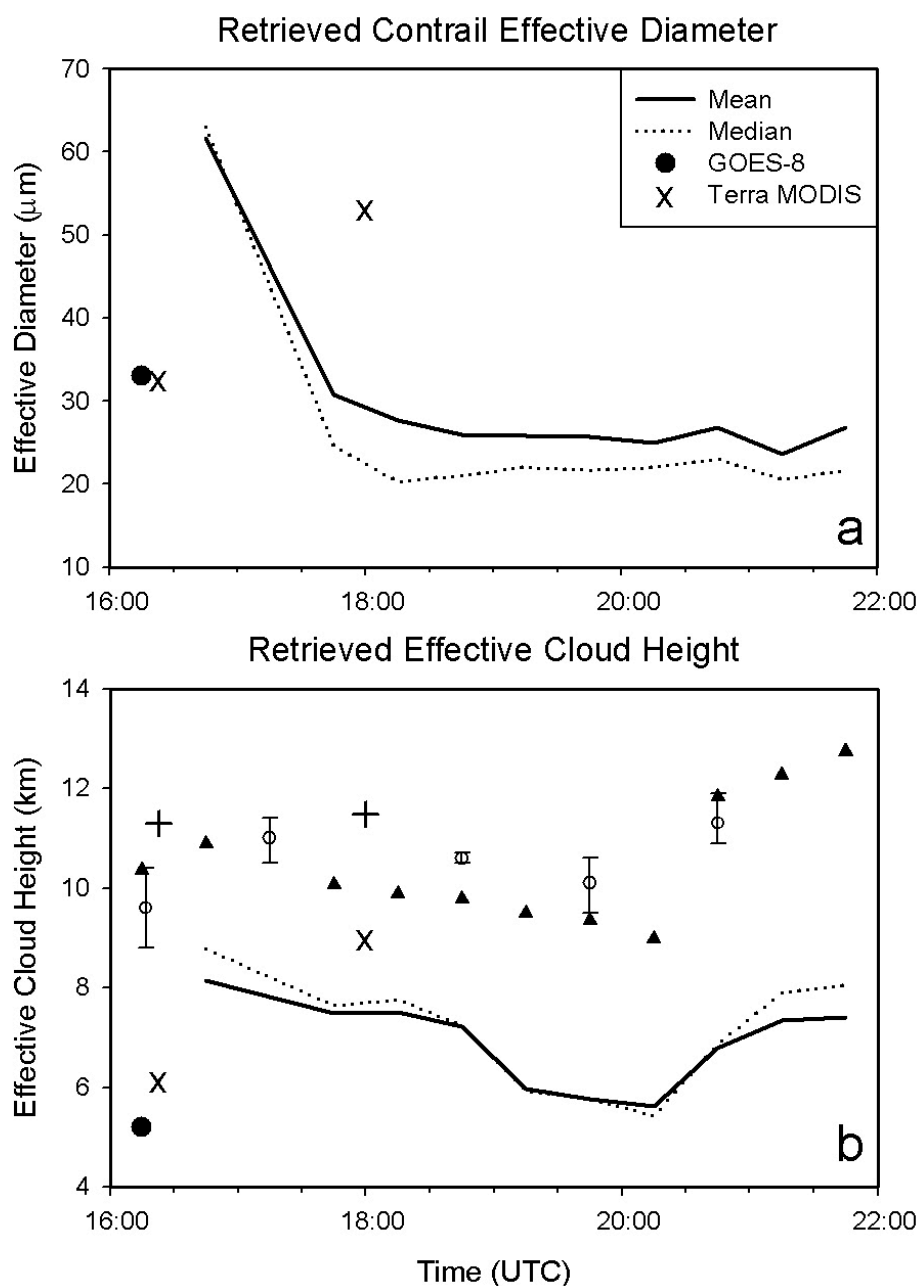 Retrieved Contrail Effective Diameter
70
60
50
40
30
20
10
Effective Diameter (μm)
Mean
Median
GOES-8
Terra MODIS
a
16:00 18:00 20:00 22:00
Retrieved Effective Cloud Height
14
12
10
8
6
4
Effective Cloud Height (km)
b
16:00 18:00 20:00 22:00
Time (UTC)